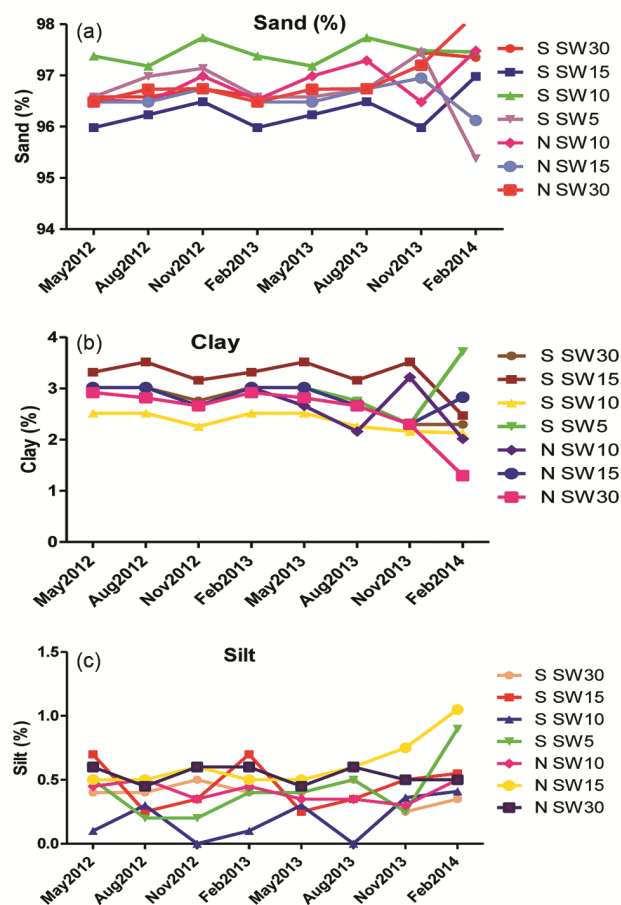 (a)
Sand (%)
Sand (%)
98
97
96
95
94
May2012
Aug2012
Nov2012
Feb2013
May2013
Aug2013
Nov2013
Feb2014
S SW30
S SW15
S SW10
S SW5
N SW10
N SW15
N SW30
(b)
Clay
Clay (%)
4
3
2
1
0
May2012
Aug2012
Nov2012
Feb2013
May2013
Aug2013
Nov2013
Feb2014
S SW30
S SW15
S SW10
S SW5
N SW10
N SW15
N SW30
(c)
Silt
Silt (%)
1.5
1.0
0.5
0.0
May2012
Aug2012
Nov2012
Feb2013
May2013
Aug2013
Nov2013
Feb2014
S SW30
S SW15
S SW10
S SW5
N SW10
N SW15
N SW30